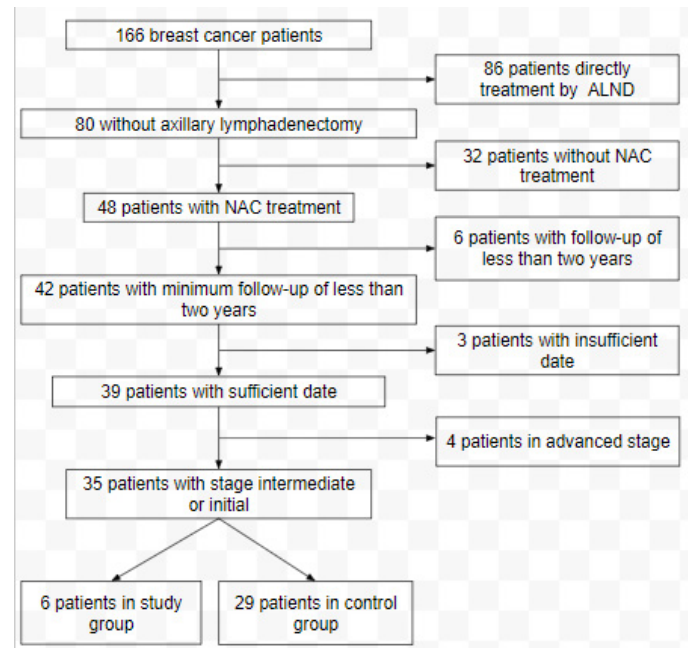 166 breast cancer patients
86 patients directly
treatment by ALND
80 without axillary lymphadenectomy
32 patients without NAC
treatment
48 patients with NAC treatment
6 patients with follow-up of
less than two years
42 patients with minimum follow-up of less than
two years
3 patients with insufficient
date
39 patients with sufficient date
4 patients in advanced stage
35 patients with stage intermediate
or initial
6 patients in study
group
29 patients in control
group